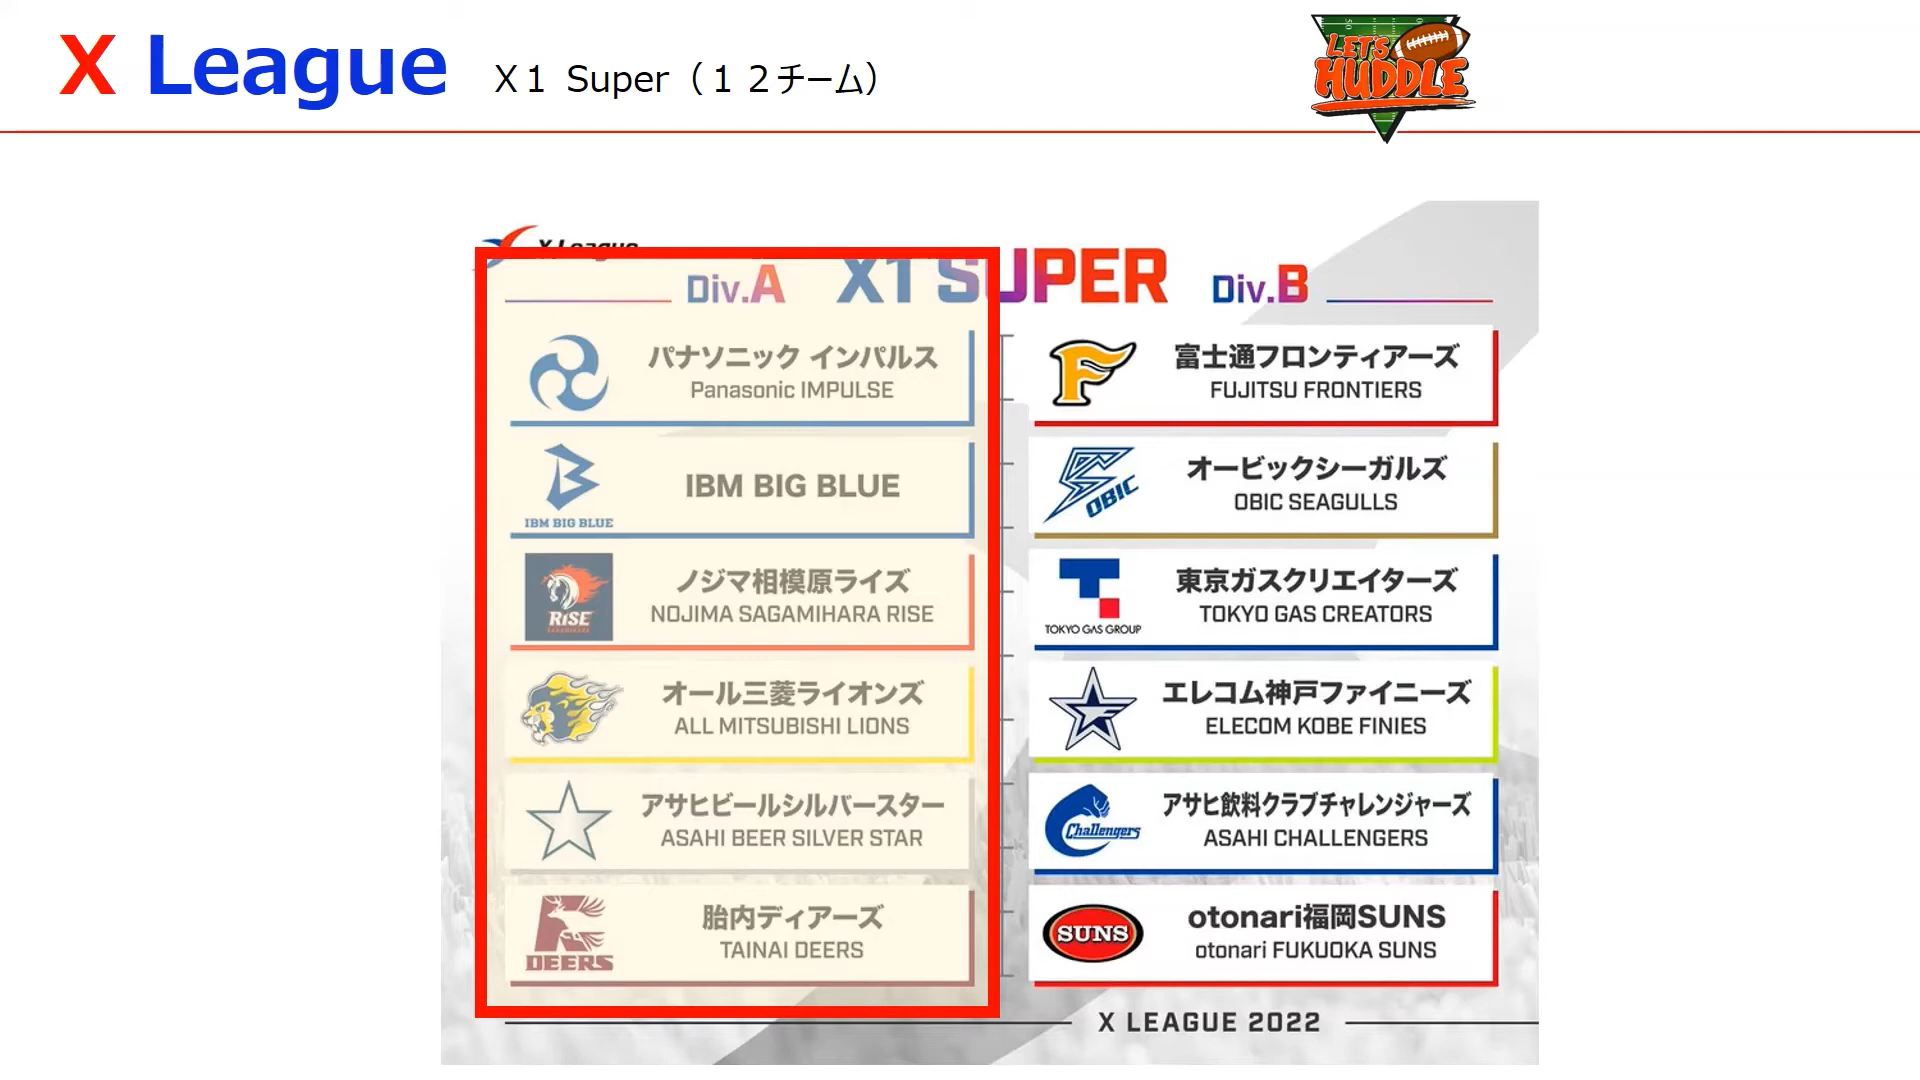 X League X1 Super（１２チーム）
LET'S
HUDDLE
X League
X1 SUPER
Div.A
パナソニック インパルス
Panasonic IMPULSE
IBM BIG BLUE
IBM BIG BLUE
RISE
ノジマ相模原ライズ
NOJIMA SAGAMIHARA RISE
オール三菱ライオンズ
ALL MITSUBISHI LIONS
アサヒビールシルバースター
ASAHI BEER SILVER STAR
DEERS
胎内ディアーズ
TAINAI DEERS
Div.B
F
富士通フロンティアーズ
FUJITSU FRONTIERS
OBIC
オービックシーガルズ
OBIC SEAGULLS
TOKYO GAS GROUP
東京ガスクリエイターズ
TOKYO GAS CREATORS
エレコム神戸ファイニーズ
ELECOM KOBE FINIES
Challengers
アサヒ飲料クラブチャレンジャーズ
ASAHI CHALLENGERS
SUNS
otonari福岡SUNS
otonari FUKUOKA SUNS
X LEAGUE 2022